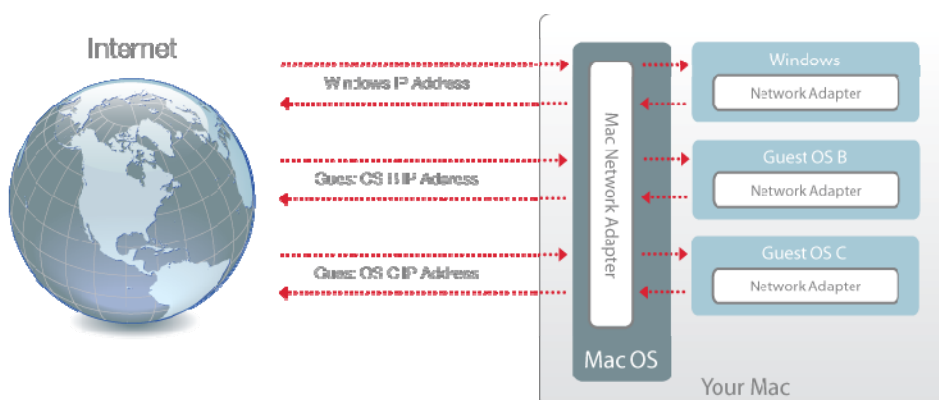 Internet
Windows IP Address
Guest OS B IP Address
Guest OS C IP Address
Mac Network Adapter
Mac OS
Windows
Network Adapter
Guest OS B
Network Adapter
Guest OS C
Network Adapter
Your Mac